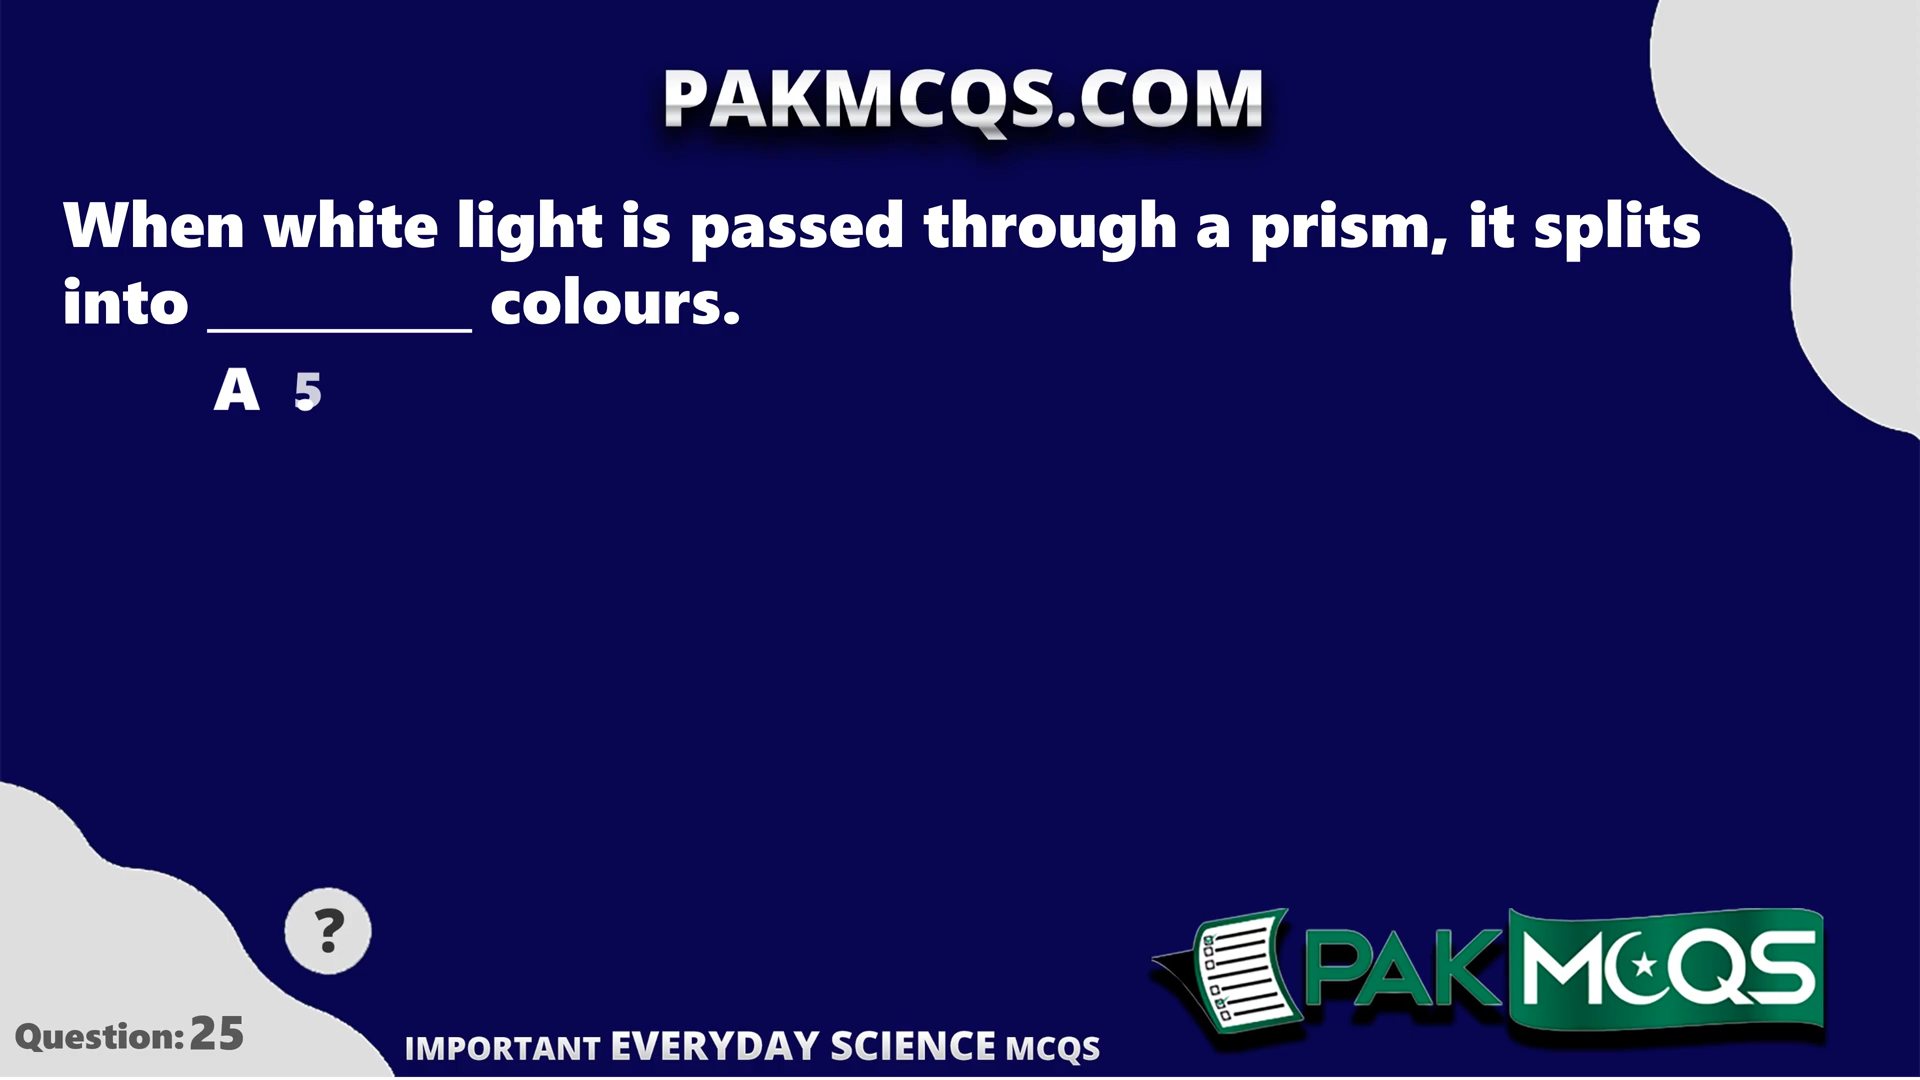 PAKMCQS.COM
When white light is passed through a prism, it splits
into __________ colours.
A 5
?
PAKMCQS
Question: 25
IMPORTANT EVERYDAY SCIENCE MCQS